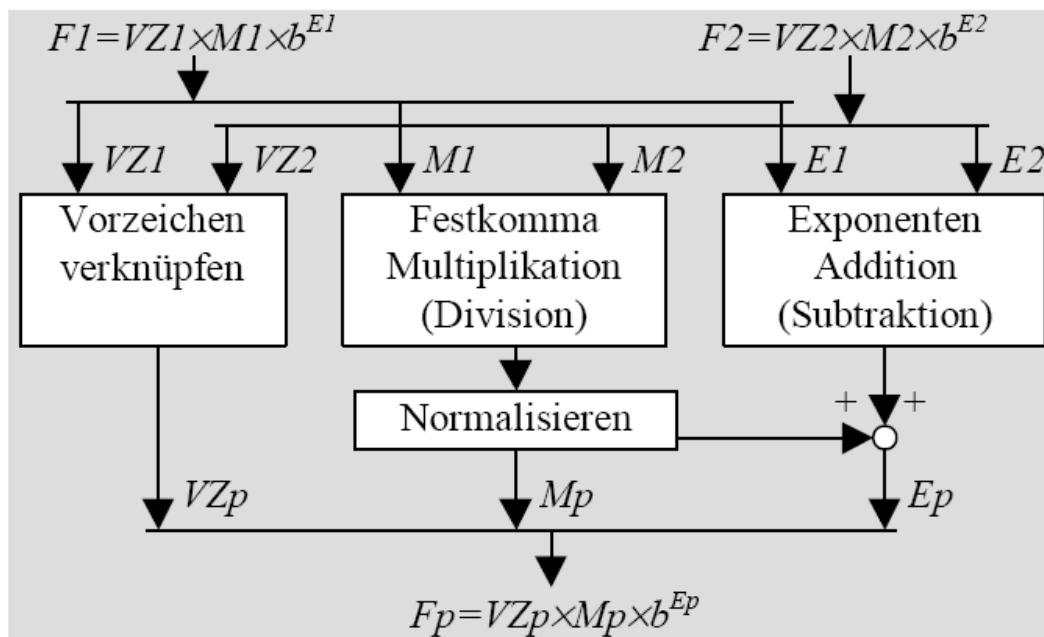 F1=VZ1×M1×b^E1 F2=VZ2×M2×b^E2
VZ1 VZ2 M1 M2 E1 E2
Vorzeichen
verknüpfen
Festkomma
Multiplikation
(Division)
Exponenten
Addition
(Subtraktion)
Normalisieren
+ +
VZp Mp Ep
Fp=VZp×Mp×b^Ep